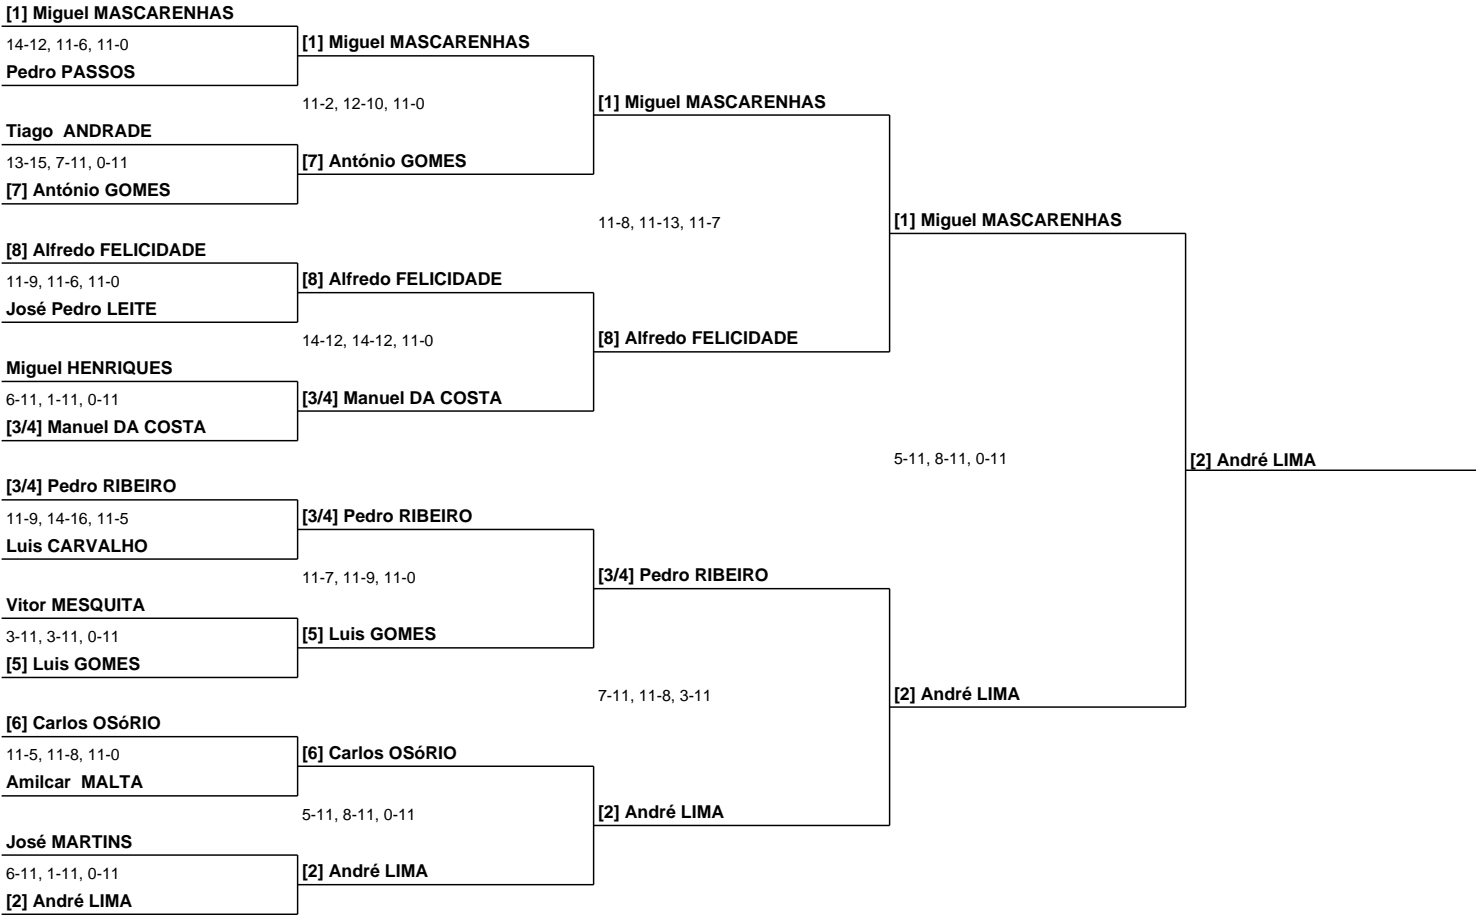 [1] Miguel MASCARENHAS
14-12, 11-6, 11-0
[1] Miguel MASCARENHAS
Pedro PASSOS
11-2, 12-10, 11-0
[1] Miguel MASCARENHAS
Tiago  ANDRADE
13-15, 7-11, 0-11
[7] António GOMES
[7] António GOMES
11-8, 11-13, 11-7
[1] Miguel MASCARENHAS
[8] Alfredo FELICIDADE
11-9, 11-6, 11-0
[8] Alfredo FELICIDADE
José Pedro LEITE
14-12, 14-12, 11-0
[8] Alfredo FELICIDADE
Miguel HENRIQUES
6-11, 1-11, 0-11
[3/4] Manuel DA COSTA
[3/4] Manuel DA COSTA
5-11, 8-11, 0-11
[2] André LIMA
[3/4] Pedro RIBEIRO
11-9, 14-16, 11-5
[3/4] Pedro RIBEIRO
Luis CARVALHO
11-7, 11-9, 11-0
[3/4] Pedro RIBEIRO
Vitor MESQUITA
3-11, 3-11, 0-11
[5] Luis GOMES
[5] Luis GOMES
7-11, 11-8, 3-11
[2] André LIMA
[6] Carlos OSóRIO
11-5, 11-8, 11-0
[6] Carlos OSóRIO
Amilcar  MALTA
5-11, 8-11, 0-11
[2] André LIMA
José MARTINS
6-11, 1-11, 0-11
[2] André LIMA
[2] André LIMA